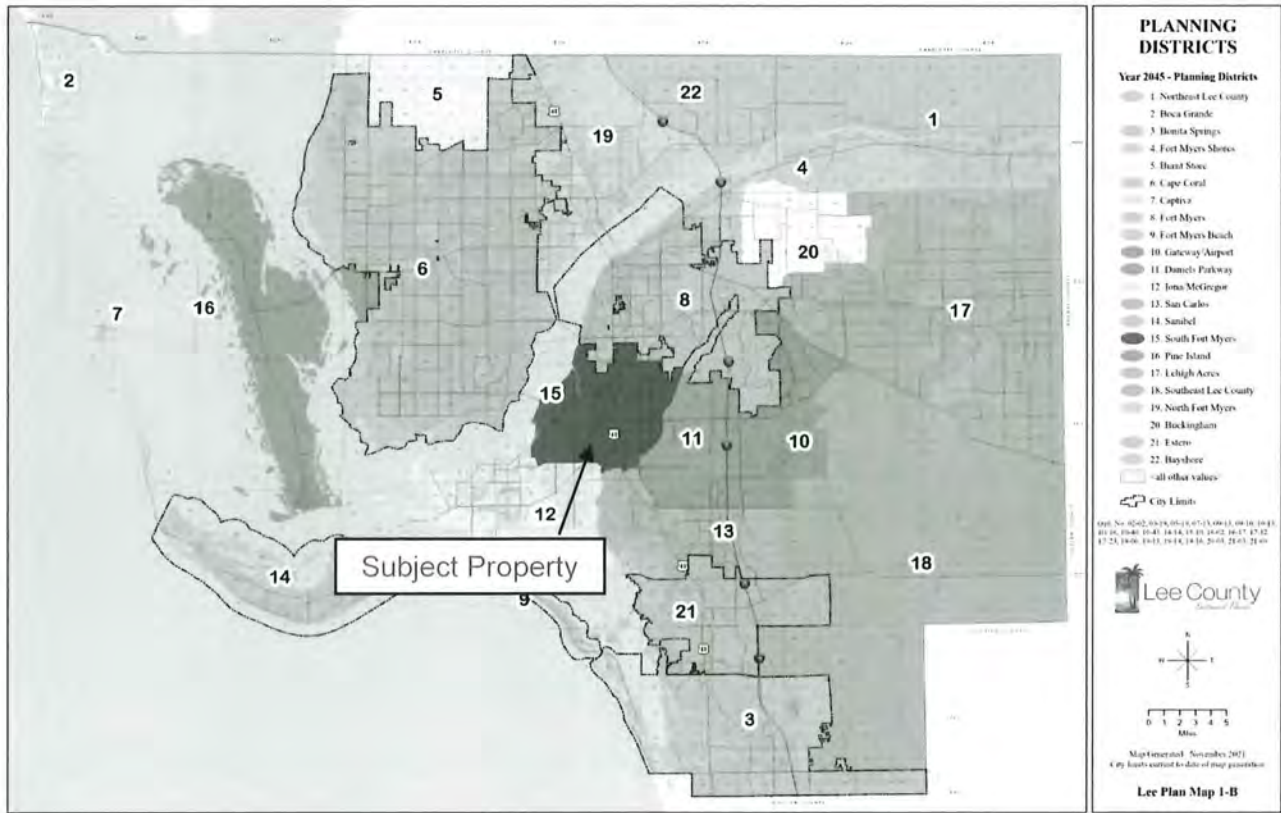 2
5
22
1
19
4
20
6
8
17
7
16
15
11
10
12
13
Subject Property
14
9
18
21
3
PLANNING
DISTRICTS
Year 2045 - Planning Districts
1. Northeast Lee County
2. Boca Grande
3. Bonita Springs
4. Fort Myers Shores
5. Burnt Store
6. Cape Coral
7. Captiva
8. Fort Myers
9. Fort Myers Beach
10. Gateway/Airport
11. Daniels Parkway
12. Iona/McGregor
13. San Carlos
14. Sanibel
15. South Fort Myers
16. Pine Island
17. Lehigh Acres
18. Southeast Lee County
19. North Fort Myers
20. Buckingham
21. Estero
22. Bayshore
<all other values>
City Limits
Lee County
Southwest Florida
N
W
E
S
0 1 2 3 4 5
Miles
Map Generated: November 2021
City limits current to date of map generation
Lee Plan Map 1-B